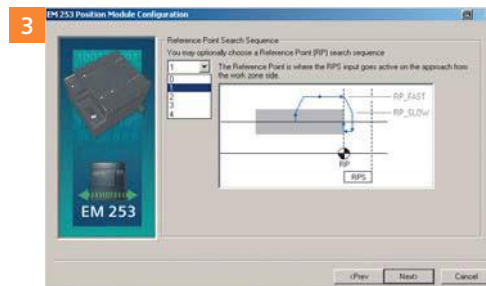 3
EM 253 Position Module Configuration
Reference Point Search Sequence
You may optionally choose a Reference Point (RP) search sequence
1
The Reference Point is where the RPS input goes active on the approach from
the work zone side.
0
1
2
3
4
RP_FAST
RP_SLOW
RP
RPS
EM 253
<Prev
Next>
Cancel